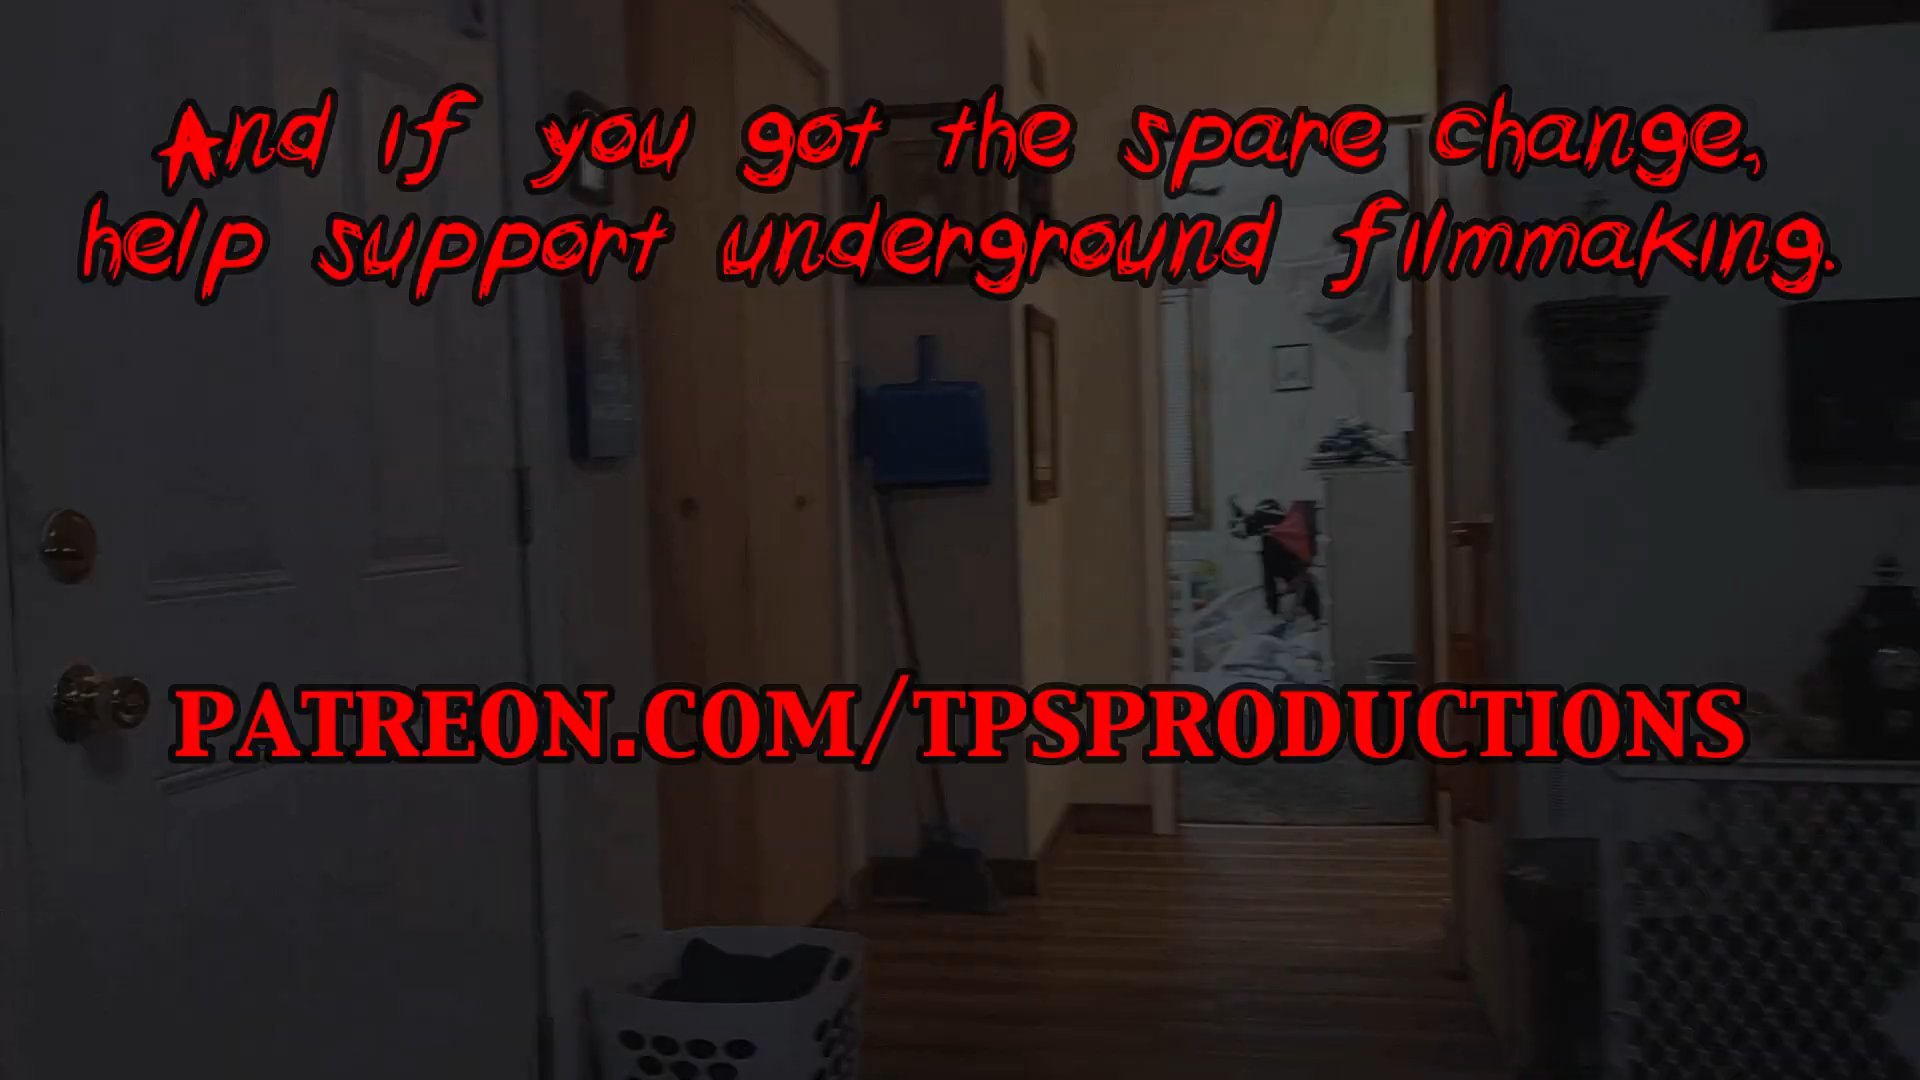 And if you got the spare change,
help support underground filmmaking.
PATREON.COM/TPSPRODUCTIONS